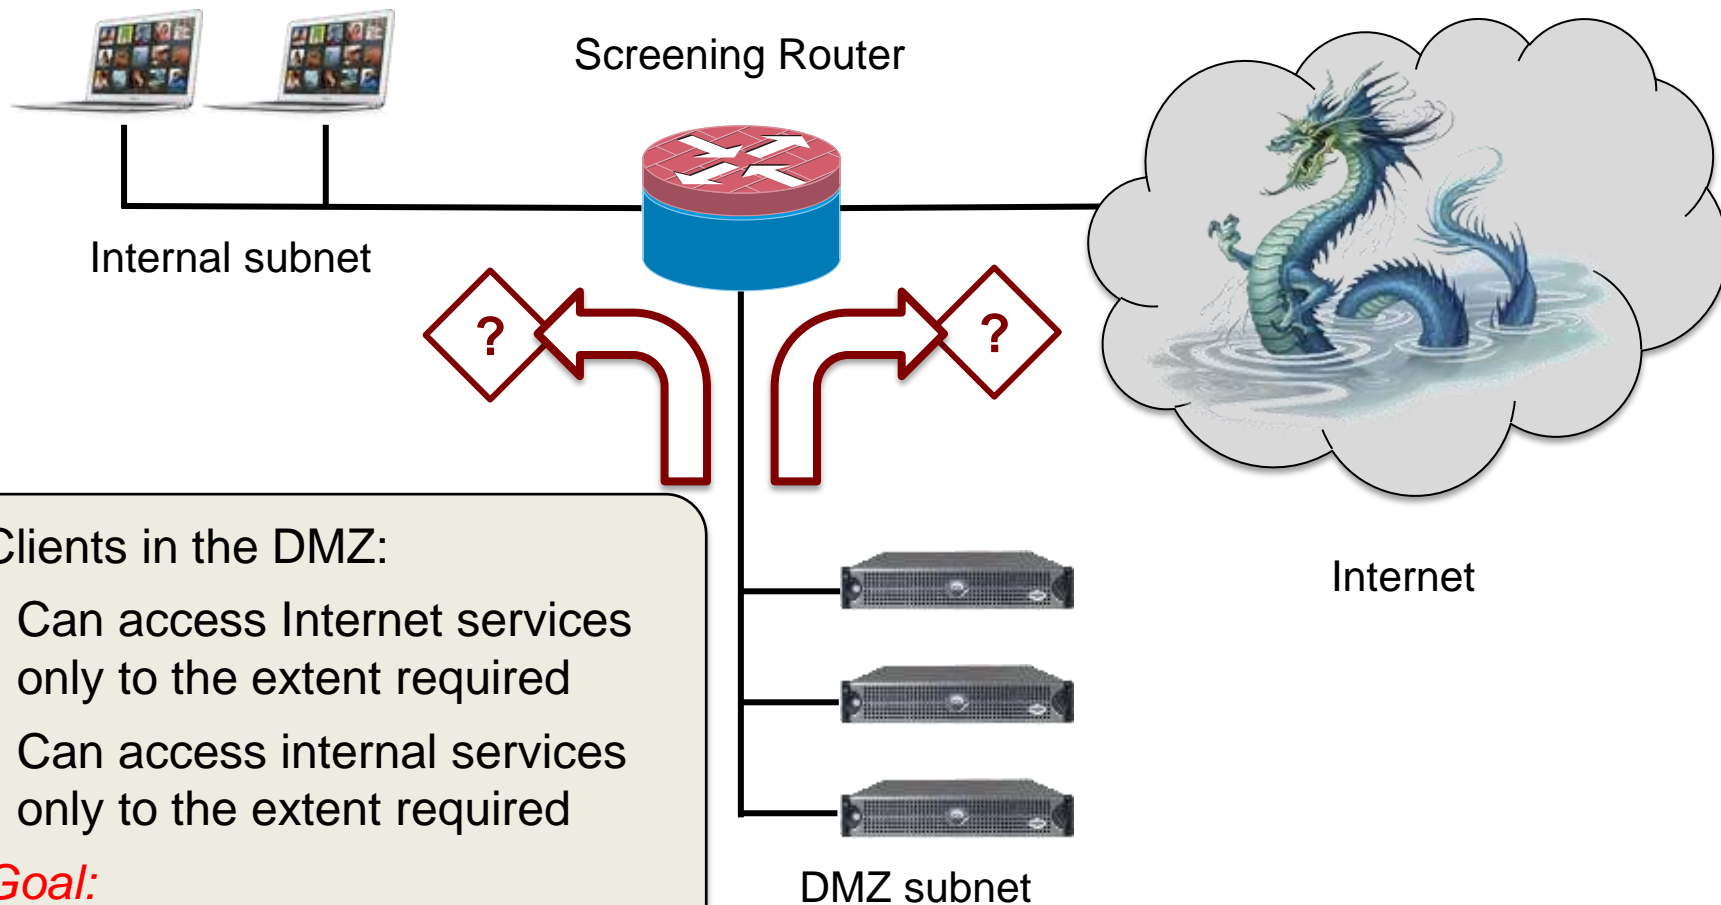 Screening Router
Internal subnet
?
?
Internet
Clients in the DMZ:
Can access Internet services
only to the extent required
Can access internal services
only to the extent required
Goal:
DMZ subnet